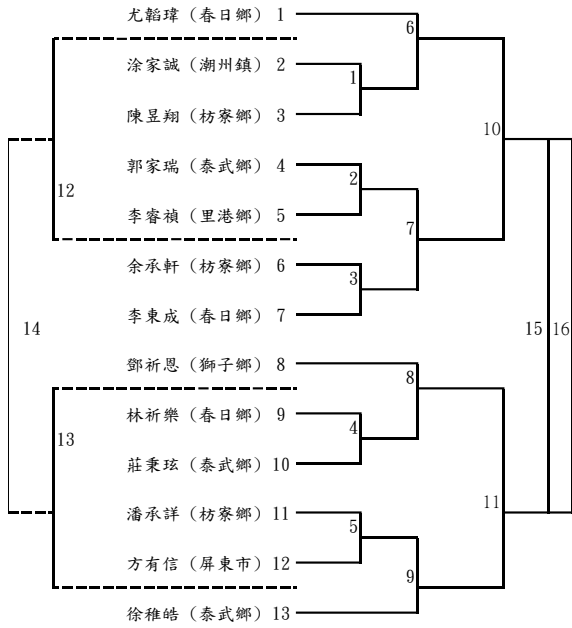 尤韜瑋 (春日鄉) 1
6
涂家誠 (潮州鎮) 2
1
陳昱翔 (枋寮鄉) 3
10
郭家瑞 (泰武鄉) 4
2
12
李睿禎 (里港鄉) 5
7
余承軒 (枋寮鄉) 6
3
李東成 (春日鄉) 7
14
15 16
鄧祈恩 (獅子鄉) 8
8
林祈樂 (春日鄉) 9
4
13
莊秉玹 (泰武鄉) 10
11
潘承詳 (枋寮鄉) 11
5
方有信 (屏東市) 12
9
徐稚皓 (泰武鄉) 13